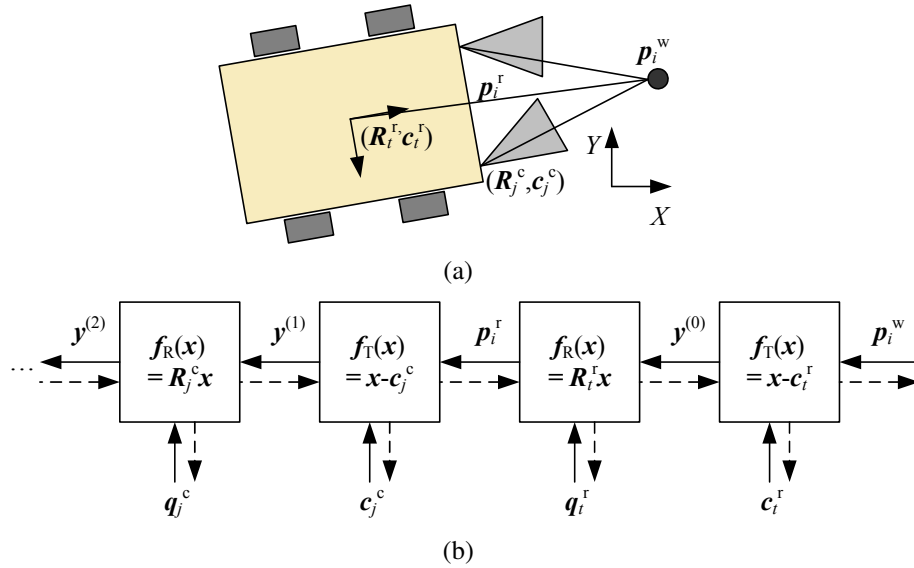 p_i^w
p_i^r
(R_t^r, c_t^r)
(R_j^c, c_j^c)
Y
X
(a)
y^(2) y^(1) p_i^r y^(0) p_i^w
f_R(x) f_T(x) f_R(x) f_T(x)
… = R_j^c x = x-c_j^c = R_t^r x = x-c_t^r
q_j^c c_j^c q_t^r c_t^r
(b)